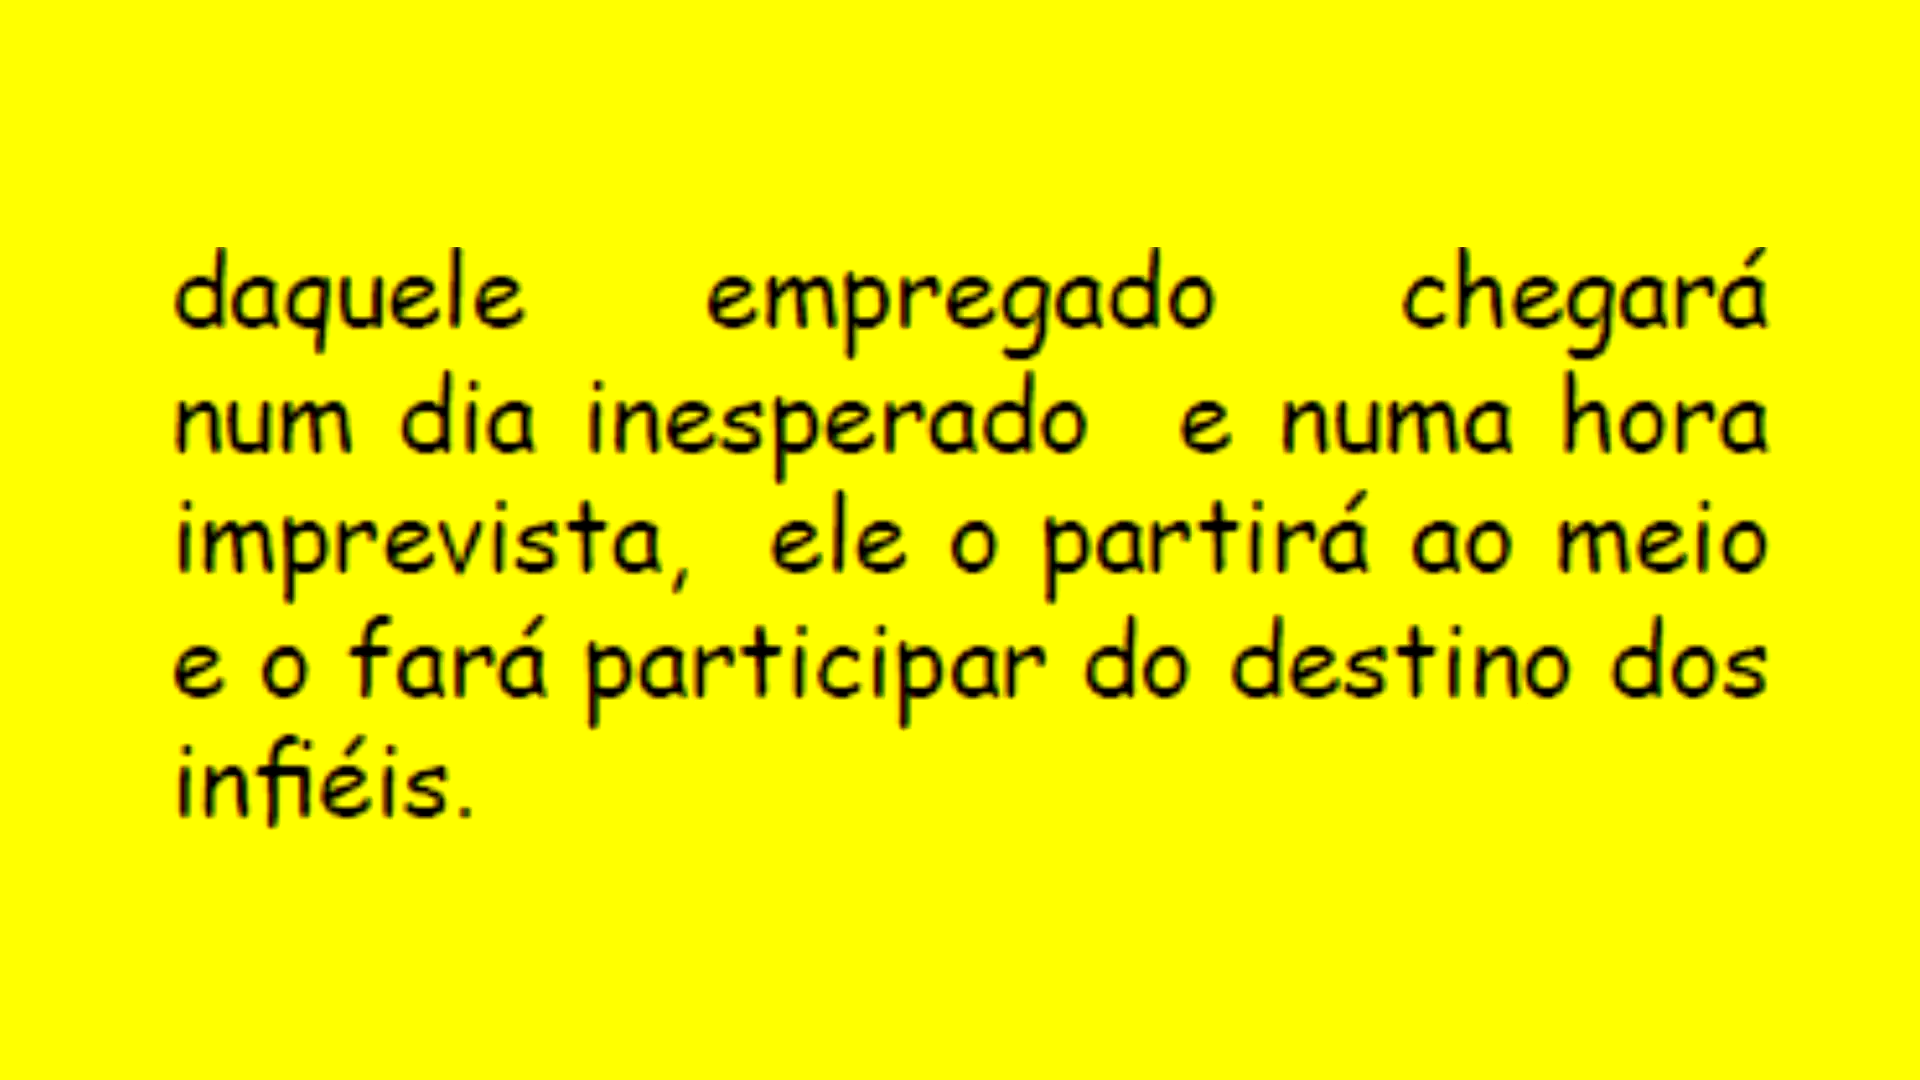 daquele empregado chegará
num dia inesperado e numa hora
imprevista, ele o partirá ao meio
e o fará participar do destino dos
infiéis.